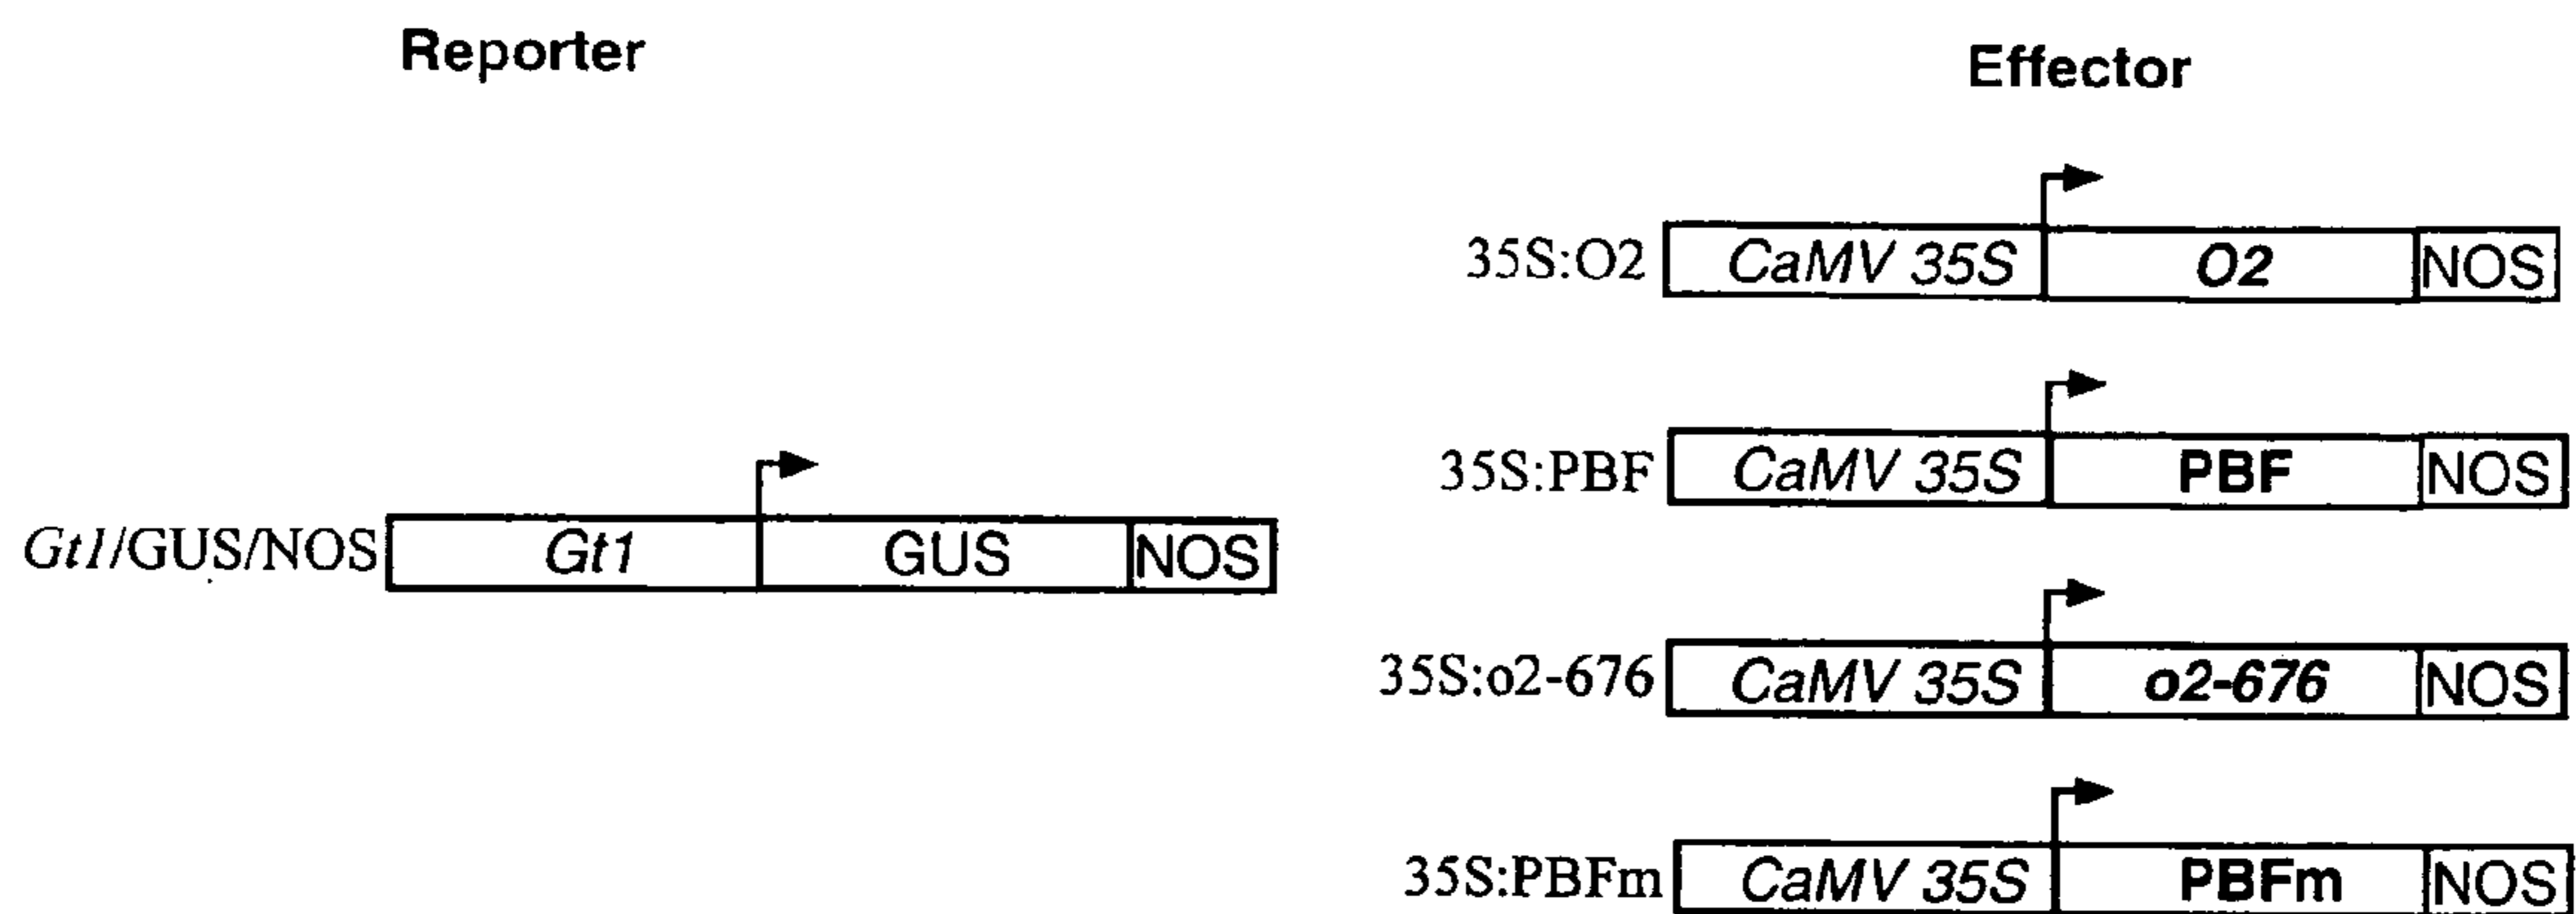 Reporter
Effector
35S:O2 CaMV 35S O2 NOS
35S:PBF CaMV 35S PBF NOS
Gt1/GUS/NOS Gt1 GUS NOS
35S:o2-676 CaMV 35S o2-676 NOS
35S:PBFm CaMV 35S PBFm NOS